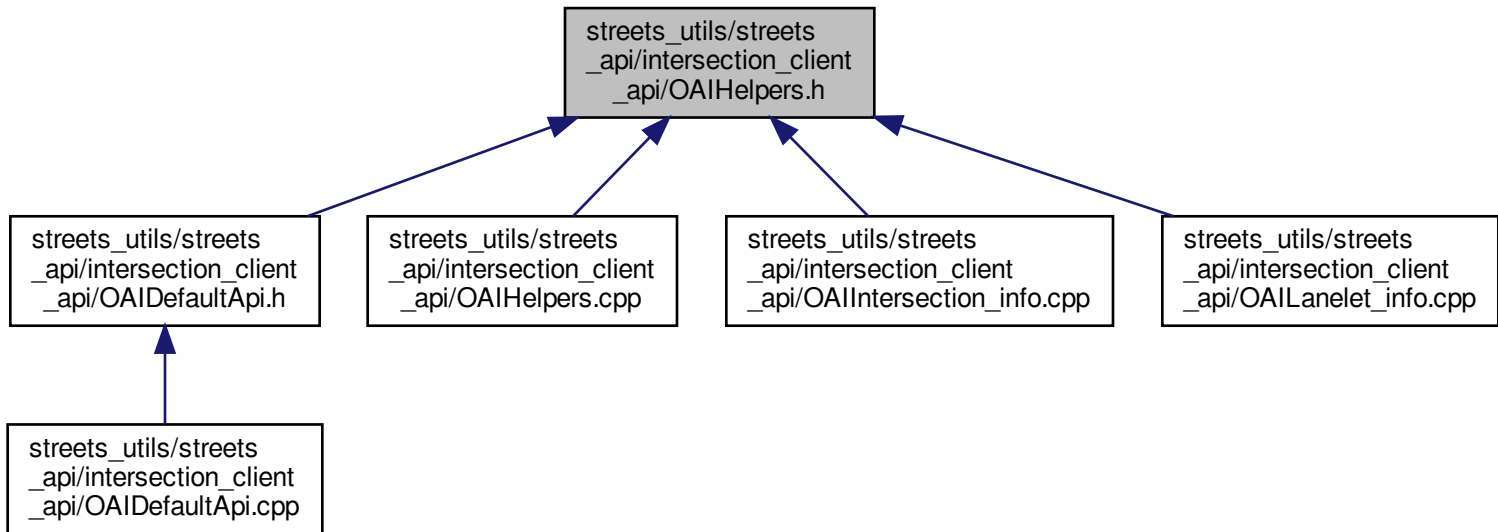 streets_utils/streets
_api/intersection_client
_api/OAIHelpers.h
streets_utils/streets
_api/intersection_client
_api/OAIDefaultApi.h
streets_utils/streets
_api/intersection_client
_api/OAIHelpers.cpp
streets_utils/streets
_api/intersection_client
_api/OAIIntersection_info.cpp
streets_utils/streets
_api/intersection_client
_api/OAILanelet_info.cpp
streets_utils/streets
_api/intersection_client
_api/OAIDefaultApi.cpp